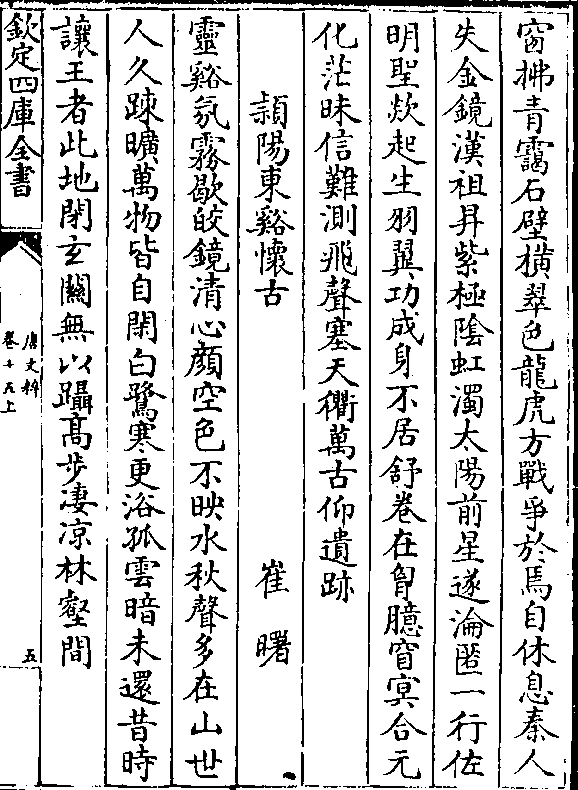 窗拂青靄石壁橫翠色龍虎方戰爭於焉自休息秦人
失金鏡漢祖昇紫極陰虹濁太陽前星遂淪匿一行佐
明聖欻起生羽翼功成身不居舒卷在胷臆窅冥合元
化茫昧信難測飛聲塞天衢萬古仰遺跡
潁陽東谿懷古
崔曙
靈谿氛霧歇皎鏡清心顏空色不映水秋聲多在山世
人久踈曠萬物皆自閑白鷺寒更浴孤雲暗未還昔時
讓王者此地閉玄關無以躡高步凄凉林壑間
欽定四庫全書
唐文粹
卷十五上
五